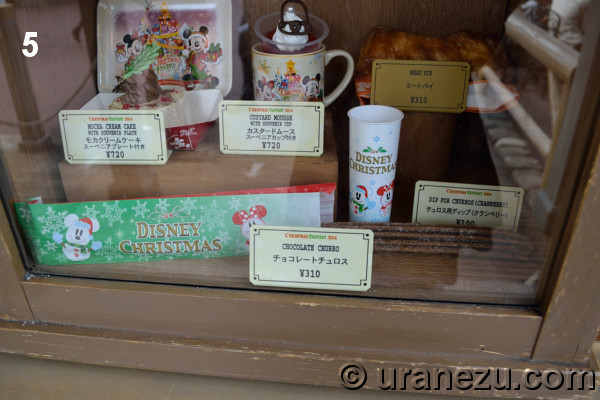 5
MOCHA CREAM CAKE
WITH SOUVENIR PLATE
モカクリームケーキ
スーベニアプレート付き
¥720
CHRISTMAS FANTASY 2014
CUSTARD MOUSSE
WITH SOUVENIR CUP
カスタードムース
スーベニアカップ付き
¥720
MEAT PIE
ミートパイ
¥310
DISNEY
CHRISTMAS
CHRISTMAS FANTASY 2014
DIP FOR CHURROS (CRANBERRY)
チュロス用ディップ(クランベリー)
¥100
DISNEY
CHRISTMAS
CHRISTMAS FANTASY 2014
CHOCOLATE CHURRO
チョコレートチュロス
¥310
© uranezu.com